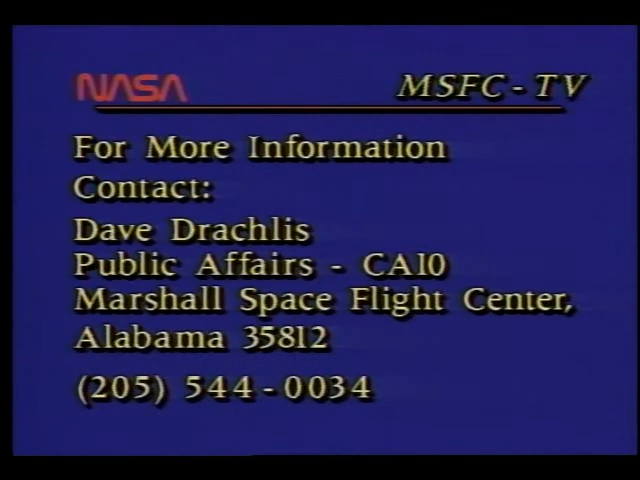 NASA MSFC-TV
For More Information
Contact:
Dave Drachlis
Public Affairs - CA10
Marshall Space Flight Center,
Alabama 35812
(205) 544-0034